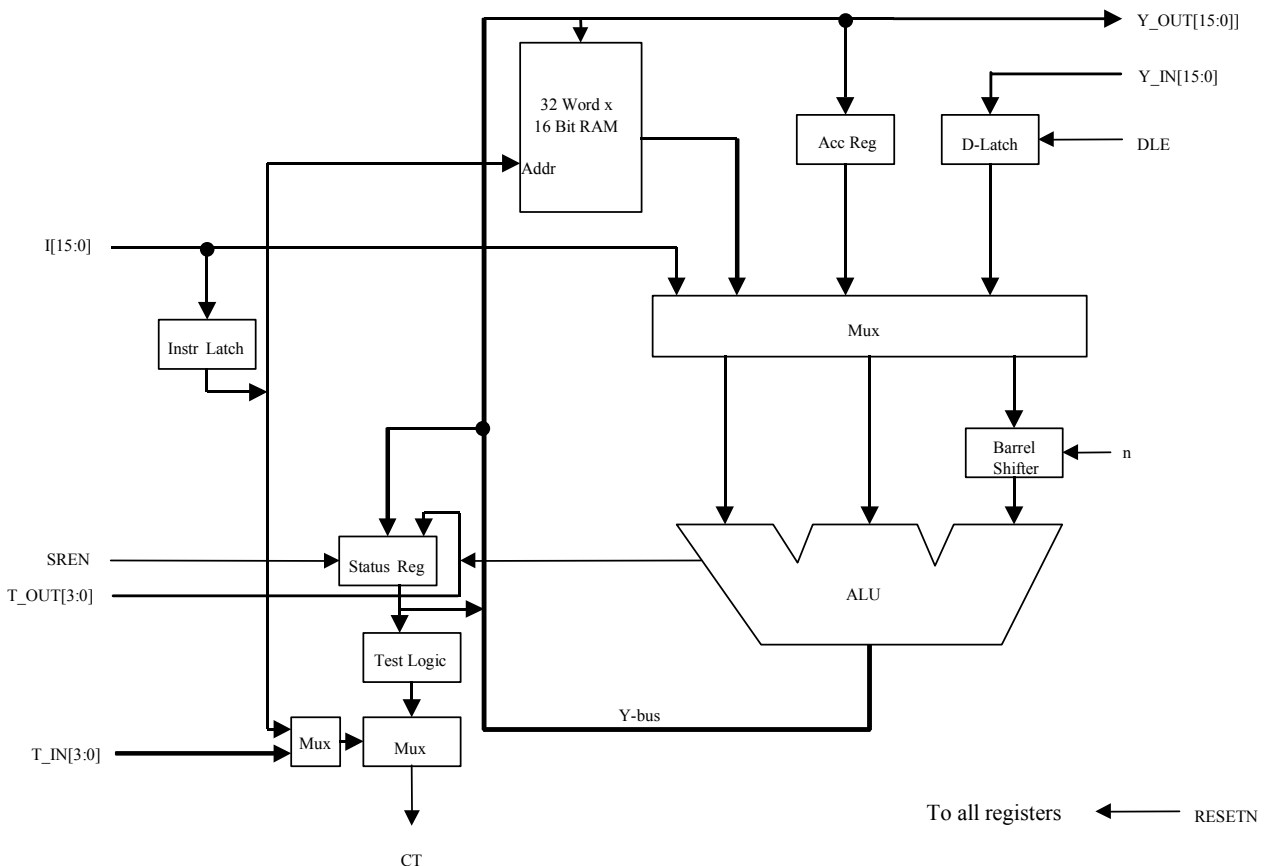 Y_OUT[15:0]]
Y_IN[15:0]
32 Word x
16 Bit RAM
Addr
Acc Reg
D-Latch
DLE
I[15:0]
Instr Latch
Mux
Barrel
Shifter
n
SREN
Status Reg
T_OUT[3:0]
ALU
Test Logic
Y-bus
T_IN[3:0]
Mux
Mux
To all registers
RESETN
CT